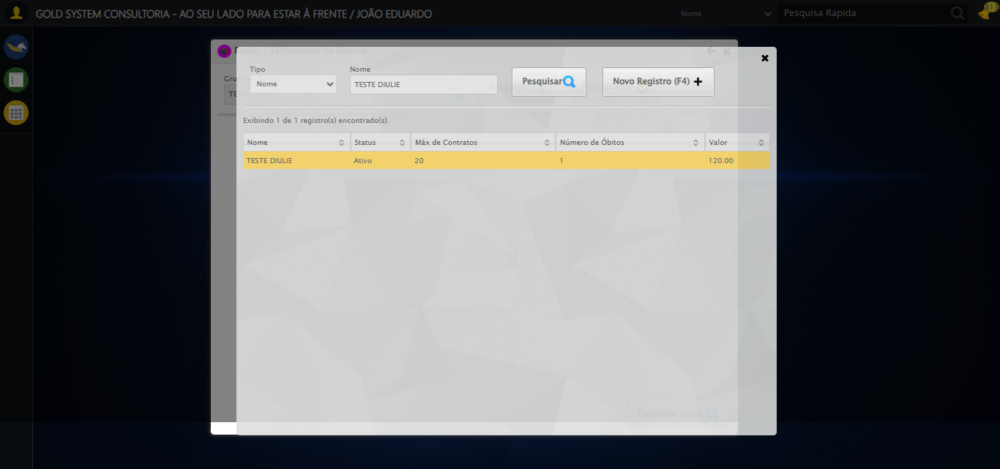 GOLD SYSTEM CONSULTORIA - AO SEU LADO PARA ESTAR À FRENTE / JOÃO EDUARDO
Nome
Pesquisa Rapida
813
Rateio / Fechamento de Rateios
Tipo
Nome
Nome
TESTE DIULIE
Pesquisar
Novo Registro (F4)
Exibindo 1 de 1 registro(s) encontrado(s).
Nome Status Máx de Contratos Número de Óbitos Valor
TESTE DIULIE Ativo 20 1 120.00
Consultar Lotes